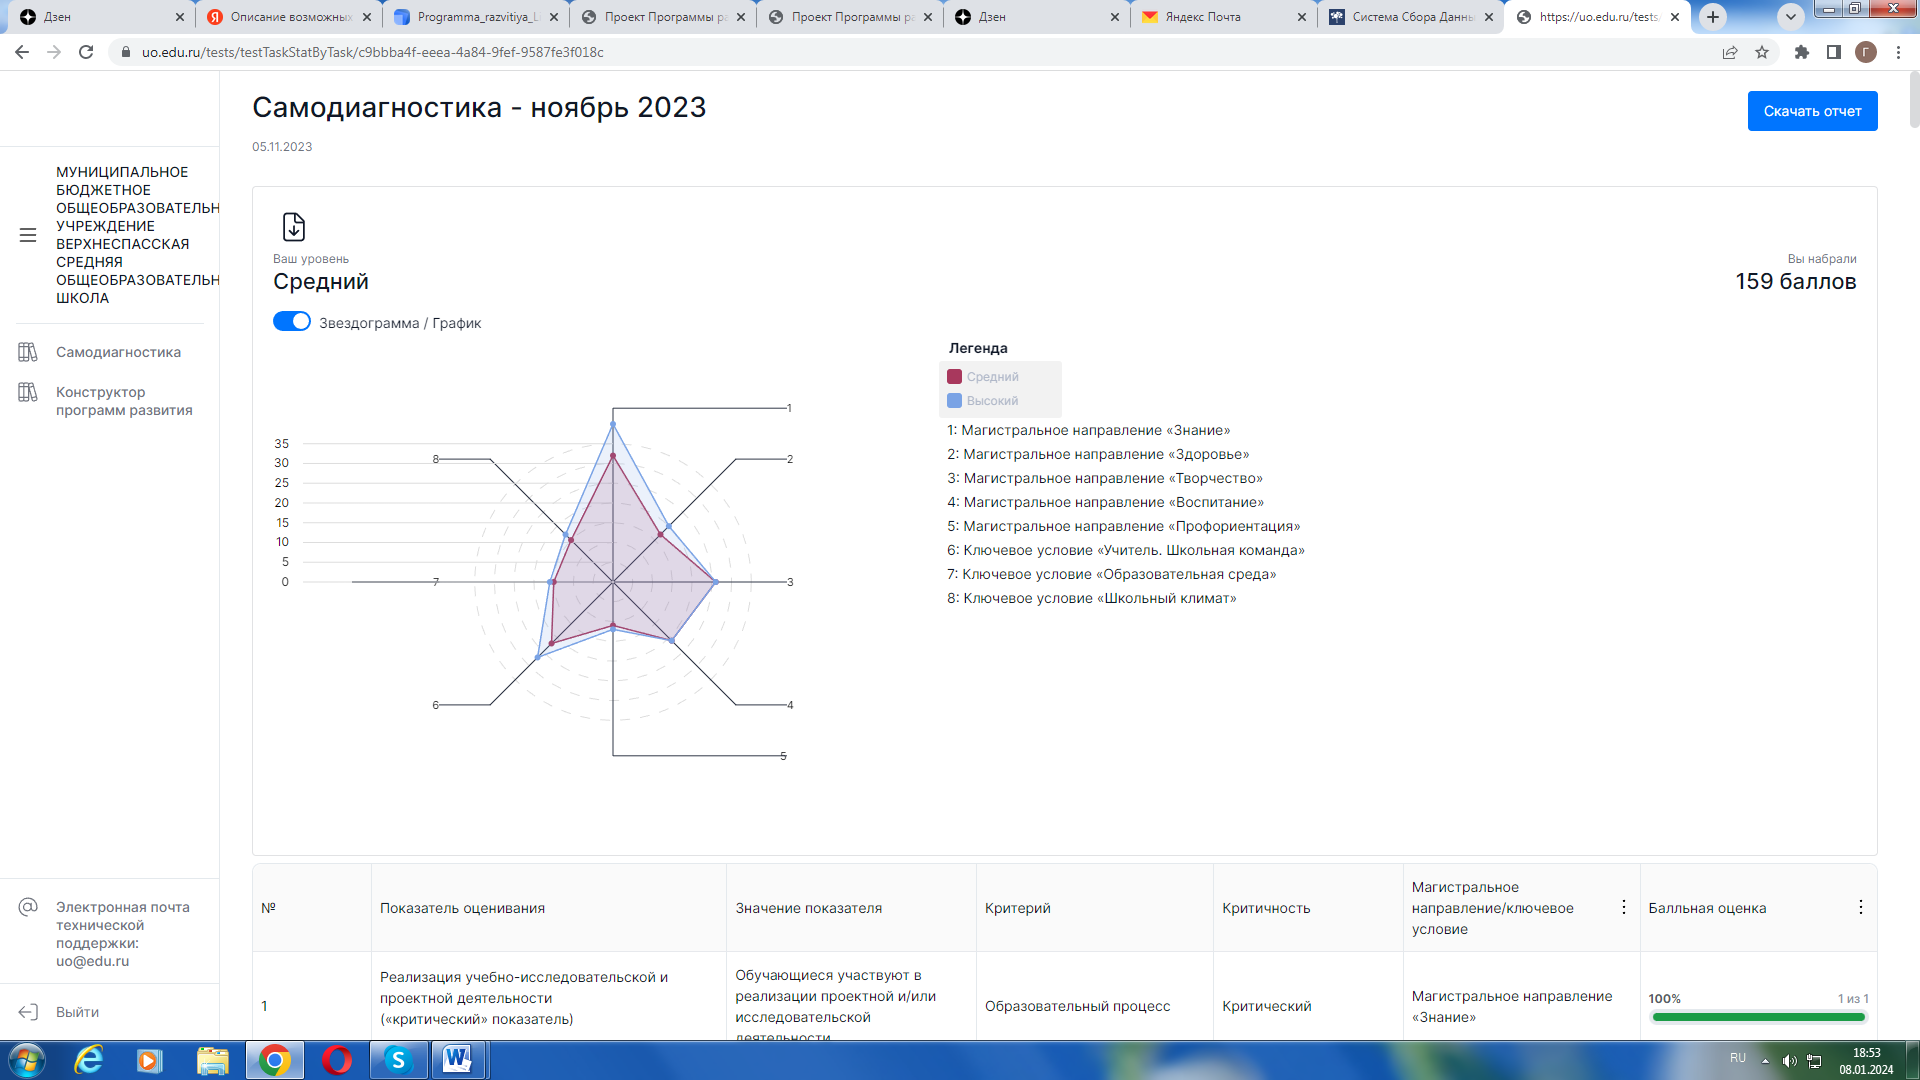 Дзен
Описание возможных
Programma_razvitiya_
Проект Программы ра
Проект Программы ра
Дзен
Яндекс Почта
Система Сбора Данны
https://uo.edu.ru/tests
uo.edu.ru/tests/testTaskStatByTask/c9bbba4f-eeea-4a84-9fef-9587fe3f018c
Г
Самодиагностика - ноябрь 2023
Скачать отчет
05.11.2023
МУНИЦИПАЛЬНОЕ
БЮДЖЕТНОЕ
ОБЩЕОБРАЗОВАТЕЛЬН
УЧРЕЖДЕНИЕ
ВЕРХНЕСПАССКАЯ
СРЕДНЯЯ
ОБЩЕОБРАЗОВАТЕЛЬН
ШКОЛА
Самодиагностика
Конструктор
программ развития
Электронная почта
технической
поддержки:
uo@edu.ru
Выйти
Ваш уровень
Средний
Вы набрали
159 баллов
Звездограмма / График
35
30
25
20
15
10
5
0
1
2
3
4
5
6
7
8
Легенда
Средний
Высокий
1: Магистральное направление «Знание»
2: Магистральное направление «Здоровье»
3: Магистральное направление «Творчество»
4: Магистральное направление «Воспитание»
5: Магистральное направление «Профориентация»
6: Ключевое условие «Учитель. Школьная команда»
7: Ключевое условие «Образовательная среда»
8: Ключевое условие «Школьный климат»
№
Показатель оценивания
Значение показателя
Критерий
Критичность
Магистральное
направление/ключевое
условие
Балльная оценка
1
Реализация учебно-исследовательской и
проектной деятельности
(«критический» показатель)
Обучающиеся участвуют в
реализации проектной и/или
исследовательской
деятельности
Образовательный процесс
Критический
Магистральное направление
«Знание»
100%
1 из 1
RU
18:53
08.01.2024